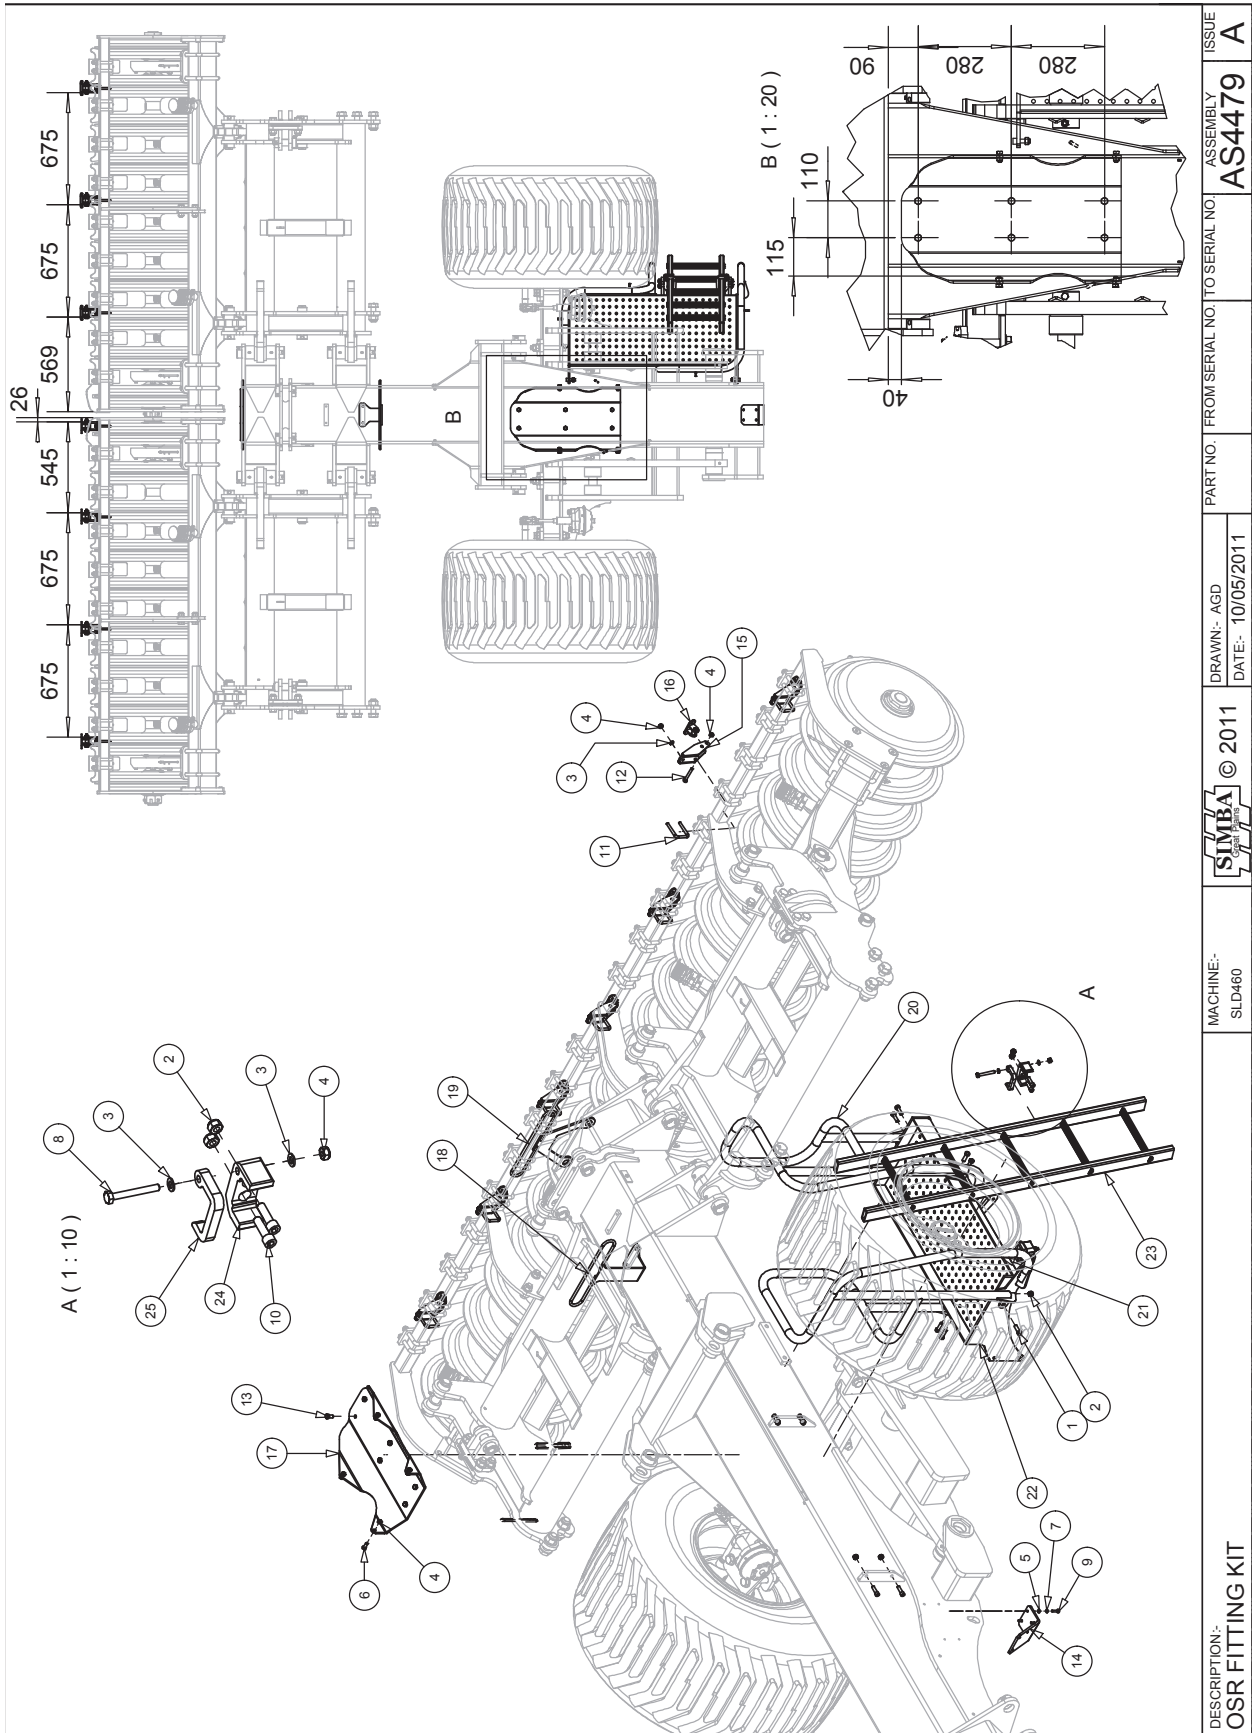 675
675
569
26
545
675
675
B
B ( 1 : 20 )
90
280
280
110
115
40
A ( 1 : 10 )
8
3
2
3
4
25
24
10
13
17
6
4
19
18
4
16
4
15
3
12
11
20
A
23
21
2
1
22
5
7
9
14
DESCRIPTION:-
OSR FITTING KIT
MACHINE:-
SLD460
SIMBA
Great Plains
© 2011
DRAWN:- AGD
DATE:- 10/05/2011
PART NO.
FROM SERIAL NO.
TO SERIAL NO.
ASSEMBLY
AS4479
ISSUE
A